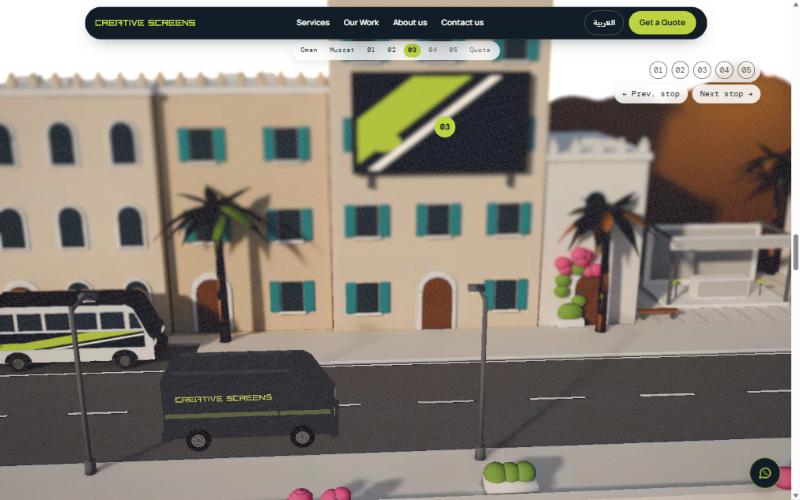 CREATIVE SCREENS
Services Our Work About us Contact us
العربية
Get a Quote
Oman Muscat 01 02 03 04 05 Quote
01 02 03 04 05
← Prev. stop Next stop →
03
CREATIVE SCREENS